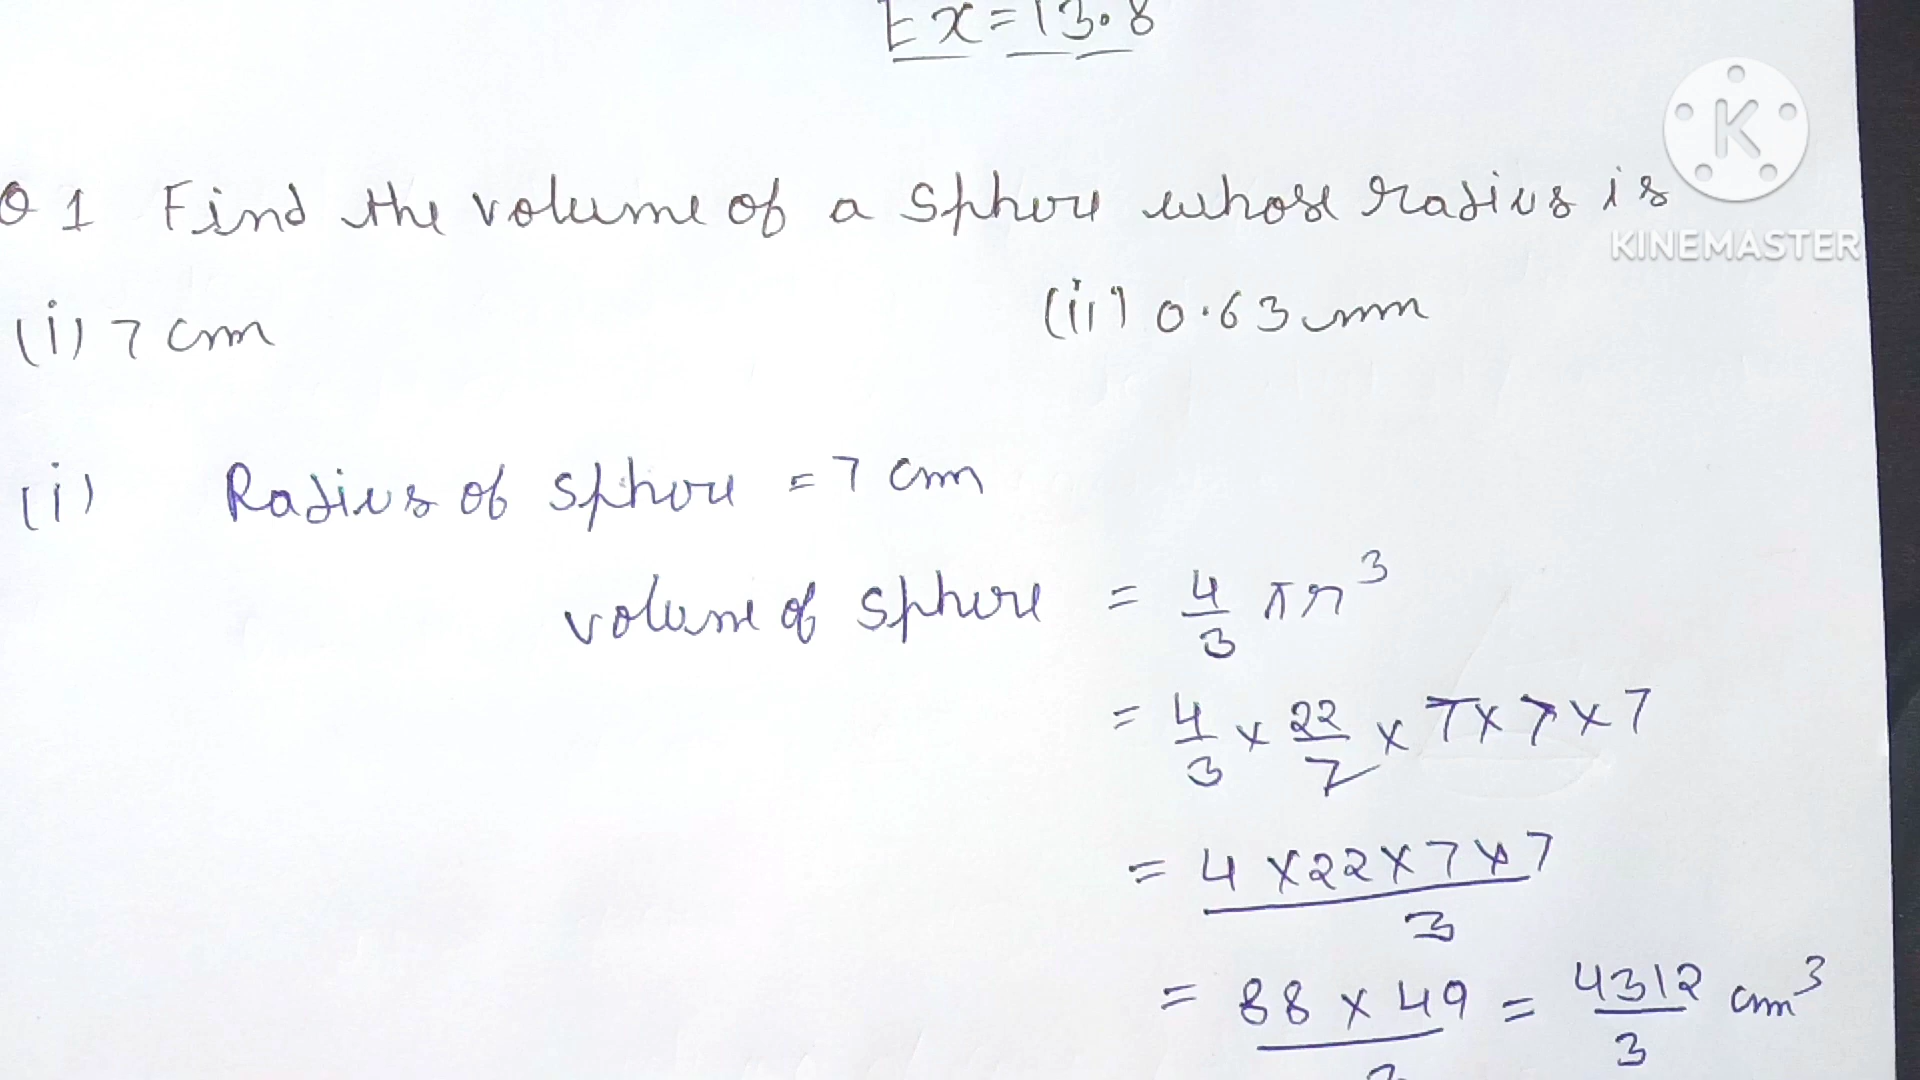 Ex = 13.8
K
KINEMASTER
Q 1 Find the volume of a sphere whose radius is
(i) 7 cm (ii) 0.63 mm
(i) Radius of sphere = 7 cm
volume of sphere = 4/3 πr³
= 4/3 × 22/7 × 7 × 7 × 7
= 4 × 22 × 7 × 7 / 3
= 88 × 49 / 3 = 4312/3 cm³